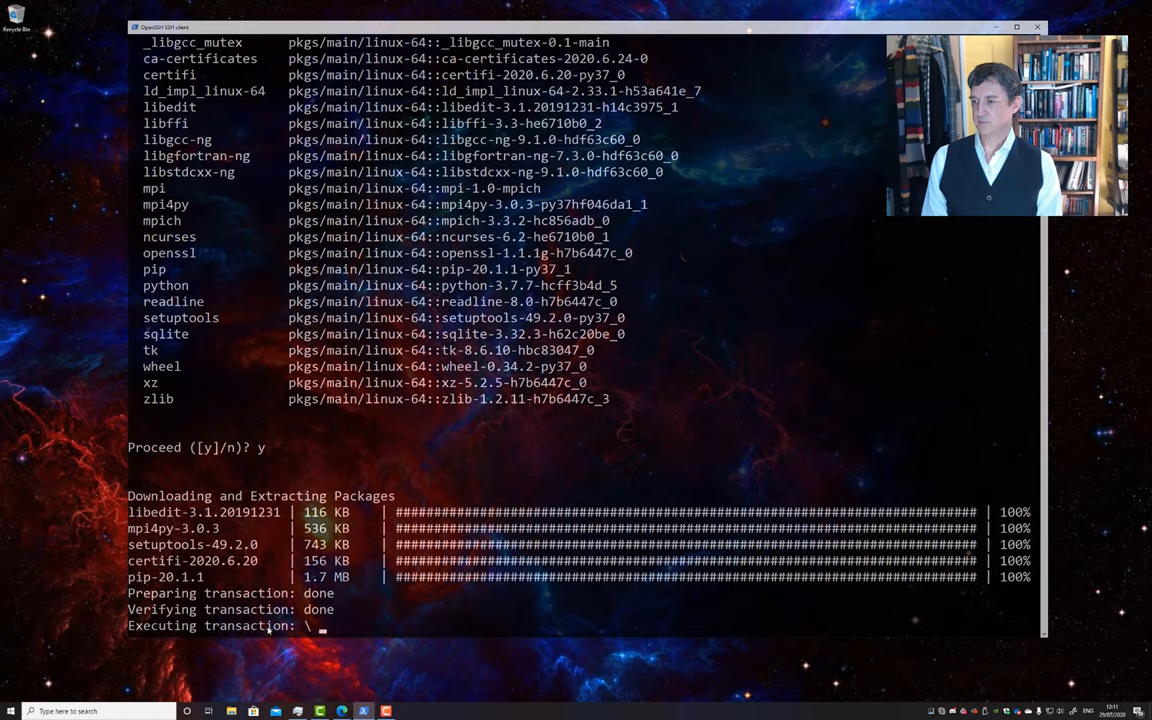 Recycle Bin
OpenSSH SSH client
_libgcc_mutex pkgs/main/linux-64::_libgcc_mutex-0.1-main
ca-certificates pkgs/main/linux-64::ca-certificates-2020.6.24-0
certifi pkgs/main/linux-64::certifi-2020.6.20-py37_0
ld_impl_linux-64 pkgs/main/linux-64::ld_impl_linux-64-2.33.1-h53a641e_7
libedit pkgs/main/linux-64::libedit-3.1.20191231-h14c3975_1
libffi pkgs/main/linux-64::libffi-3.3-he6710b0_2
libgcc-ng pkgs/main/linux-64::libgcc-ng-9.1.0-hdf63c60_0
libgfortran-ng pkgs/main/linux-64::libgfortran-ng-7.3.0-hdf63c60_0
libstdcxx-ng pkgs/main/linux-64::libstdcxx-ng-9.1.0-hdf63c60_0
mpi pkgs/main/linux-64::mpi-1.0-mpich
mpi4py pkgs/main/linux-64::mpi4py-3.0.3-py37hf046da1_1
mpich pkgs/main/linux-64::mpich-3.3.2-hc856adb_0
ncurses pkgs/main/linux-64::ncurses-6.2-he6710b0_1
openssl pkgs/main/linux-64::openssl-1.1.1g-h7b6447c_0
pip pkgs/main/linux-64::pip-20.1.1-py37_1
python pkgs/main/linux-64::python-3.7.7-hcff3b4d_5
readline pkgs/main/linux-64::readline-8.0-h7b6447c_0
setuptools pkgs/main/linux-64::setuptools-49.2.0-py37_0
sqlite pkgs/main/linux-64::sqlite-3.32.3-h62c20be_0
tk pkgs/main/linux-64::tk-8.6.10-hbc83047_0
wheel pkgs/main/linux-64::wheel-0.34.2-py37_0
xz pkgs/main/linux-64::xz-5.2.5-h7b6447c_0
zlib pkgs/main/linux-64::zlib-1.2.11-h7b6447c_3
Proceed ([y]/n)? y
Downloading and Extracting Packages
libedit-3.1.20191231 | 116 KB | ############################################################################ | 100%
mpi4py-3.0.3 | 536 KB | ############################################################################ | 100%
setuptools-49.2.0 | 743 KB | ############################################################################ | 100%
certifi-2020.6.20 | 156 KB | ############################################################################ | 100%
pip-20.1.1 | 1.7 MB | ############################################################################ | 100%
Preparing transaction: done
Verifying transaction: done
Executing transaction: \
Type here to search
ENG
12:11
29/07/2020